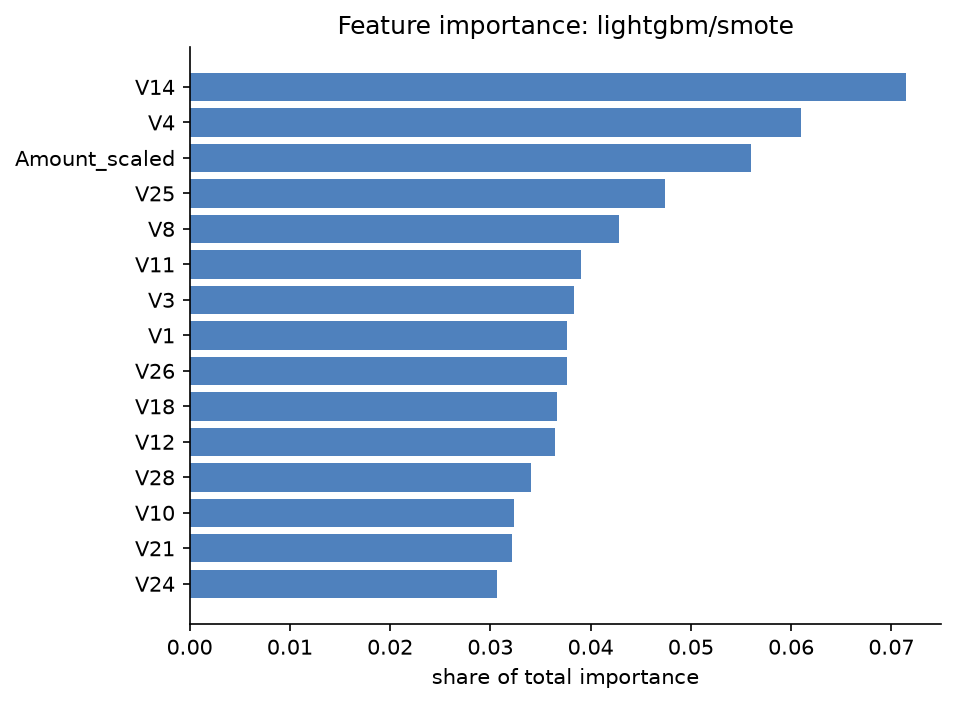 Feature importance: lightgbm/smote
V14
V4
Amount_scaled
V25
V8
V11
V3
V1
V26
V18
V12
V28
V10
V21
V24
0.00 0.01 0.02 0.03 0.04 0.05 0.06 0.07
share of total importance